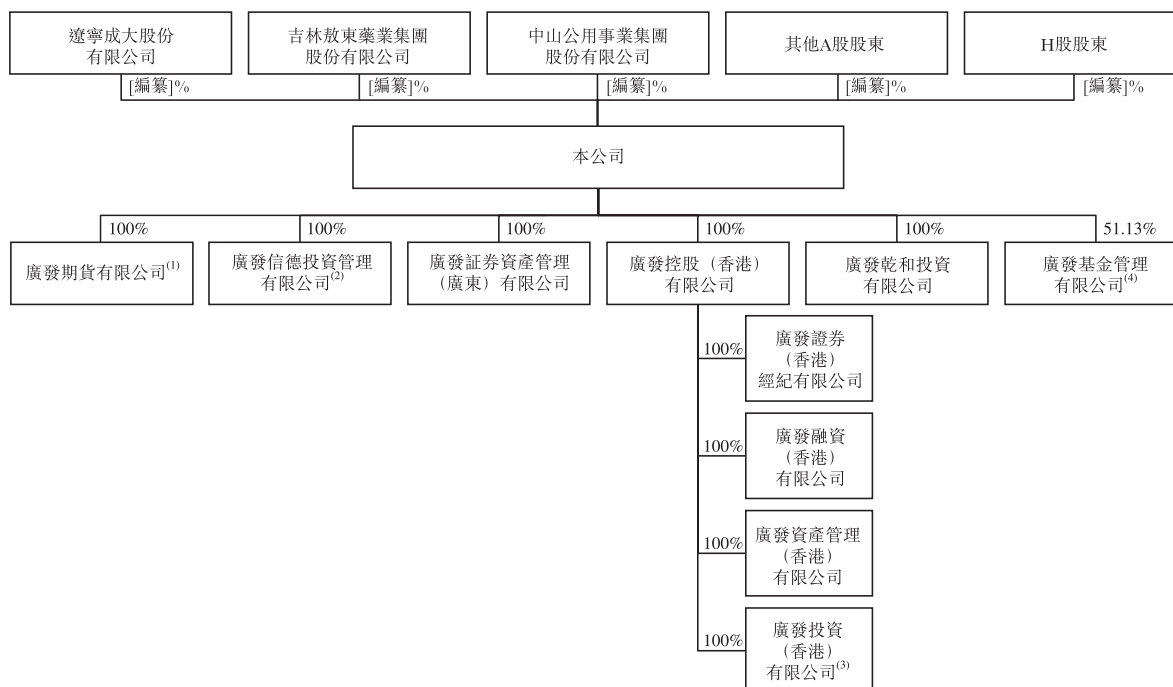 遼寧成大股份
有限公司
吉林敖東藥業集團
股份有限公司
中山公用事業集團
股份有限公司
其他A股股東
H股股東
[編纂]%
[編纂]%
[編纂]%
[編纂]%
[編纂]%
本公司
100%
100%
100%
100%
100%
51.13%
廣發期貨有限公司(1)
廣發信德投資管理
有限公司(2)
廣發証券資產管理
（廣東）有限公司
廣發控股（香港）
有限公司
廣發乾和投資
有限公司
廣發基金管理
有限公司(4)
100%
廣發證券
（香港）
經紀有限公司
100%
廣發融資
（香港）
有限公司
100%
廣發資產管理
（香港）
有限公司
100%
廣發投資
（香港）
有限公司(3)